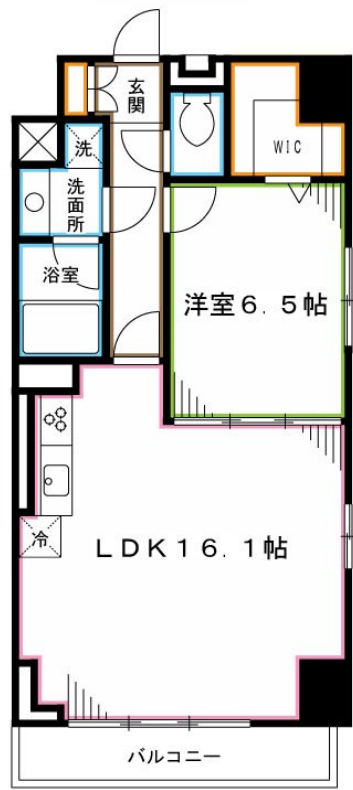 玄関
WIC
洗
洗面所
浴室
洋室6.5帖
LDK16.1帖
冷
バルコニー